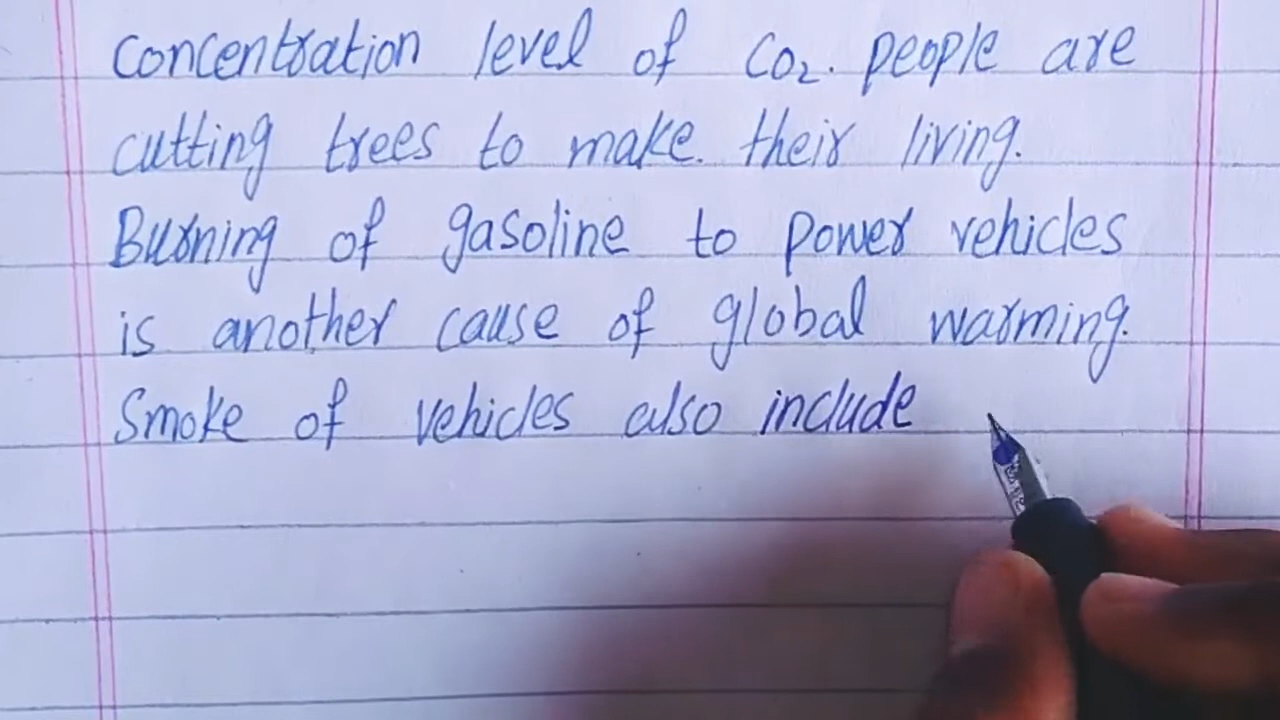 Concentration level of CO2. people are
cutting trees to make. their living.
Burning of gasoline to power vehicles
is another cause of global warming.
Smoke of vehicles also include